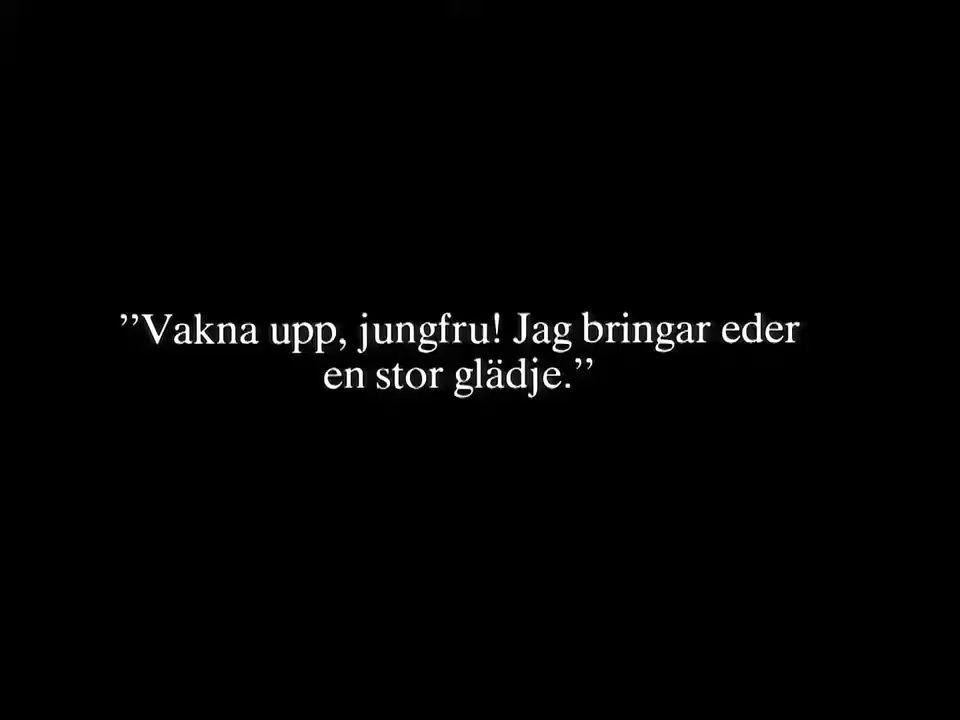 ”Vakna upp, jungfru! Jag bringar eder
en stor glädje.”